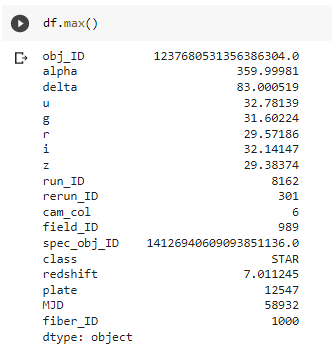 df.max()
obj_ID 1237680531356386304.0
alpha 359.99981
delta 83.000519
u 32.78139
g 31.60224
r 29.57186
i 32.14147
z 29.38374
run_ID 8162
rerun_ID 301
cam_col 6
field_ID 989
spec_obj_ID 14126940609093851136.0
class STAR
redshift 7.011245
plate 12547
MJD 58932
fiber_ID 1000
dtype: object